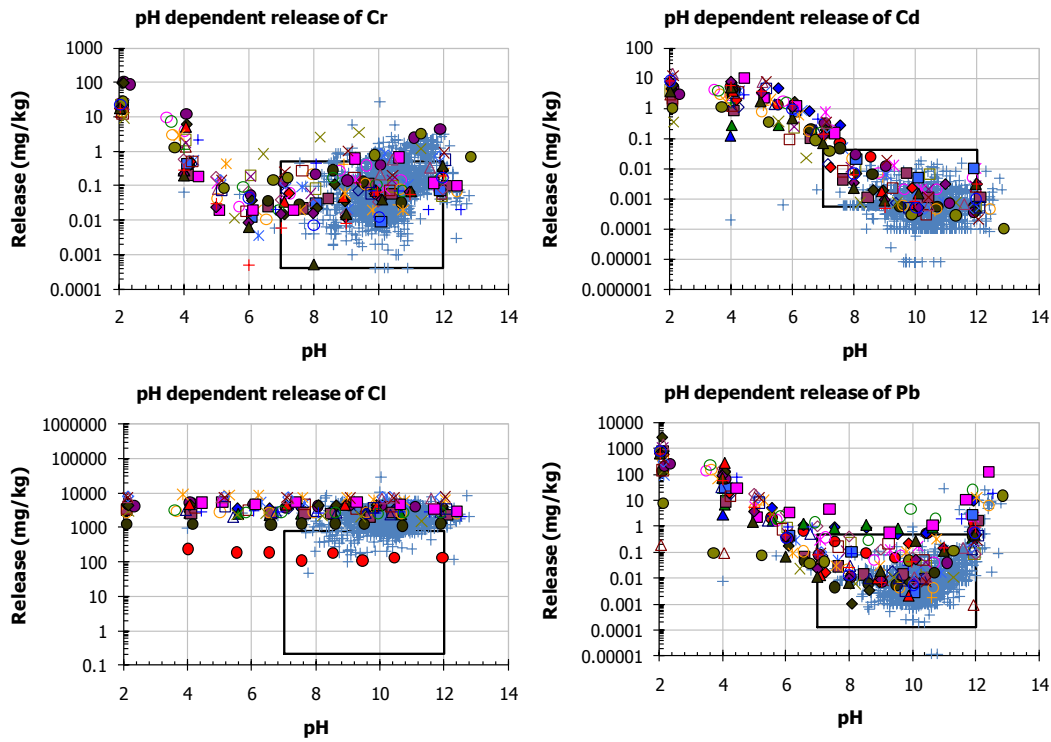 pH dependent release of Cr
1000
100
10
1
0.1
0.01
0.001
0.0001
Release (mg/kg)
2 4 6 8 10 12 14
pH
pH dependent release of Cd
100
10
1
0.1
0.01
0.001
0.0001
0.00001
0.000001
Release (mg/kg)
2 4 6 8 10 12 14
pH
pH dependent release of Cl
1000000
100000
10000
1000
100
10
1
0.1
Release (mg/kg)
2 4 6 8 10 12 14
pH
pH dependent release of Pb
10000
1000
100
10
1
0.1
0.01
0.001
0.0001
0.00001
Release (mg/kg)
2 4 6 8 10 12 14
pH